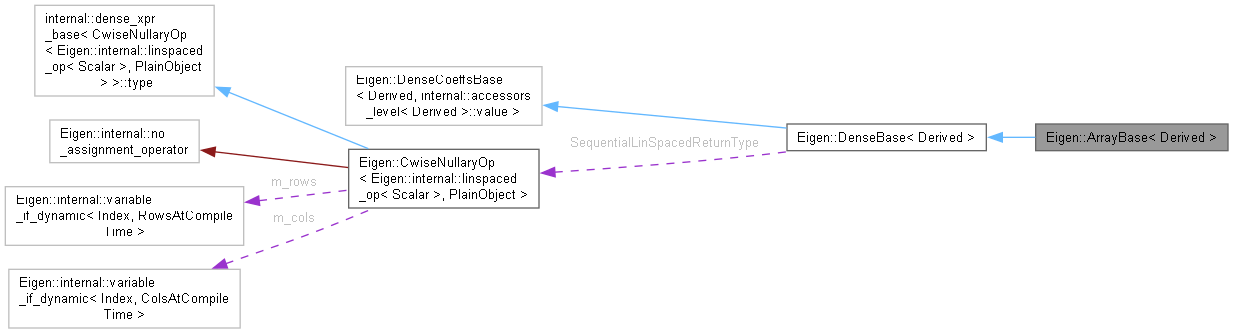 internal::dense_xpr
_base< CwiseNullaryOp
< Eigen::internal::linspaced
_op< Scalar >, PlainObject
> >::type
Eigen::DenseCoeffsBase
< Derived, internal::accessors
_level< Derived >::value >
Eigen::internal::no
_assignment_operator
Eigen::DenseBase< Derived >
Eigen::ArrayBase< Derived >
SequentialLinSpacedReturnType
Eigen::CwiseNullaryOp
< Eigen::internal::linspaced
_op< Scalar >, PlainObject >
m_rows
Eigen::internal::variable
_if_dynamic< Index, RowsAtCompile
Time >
m_cols
Eigen::internal::variable
_if_dynamic< Index, ColsAtCompile
Time >